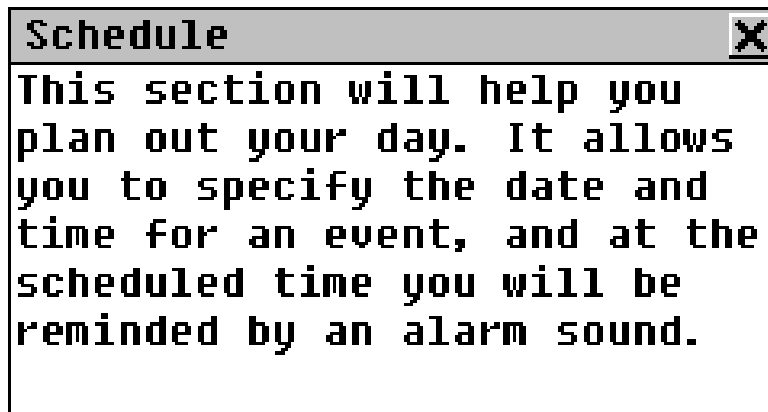 Schedule
This section will help you
plan out your day. It allows
you to specify the date and
time for an event, and at the
scheduled time you will be
reminded by an alarm sound.